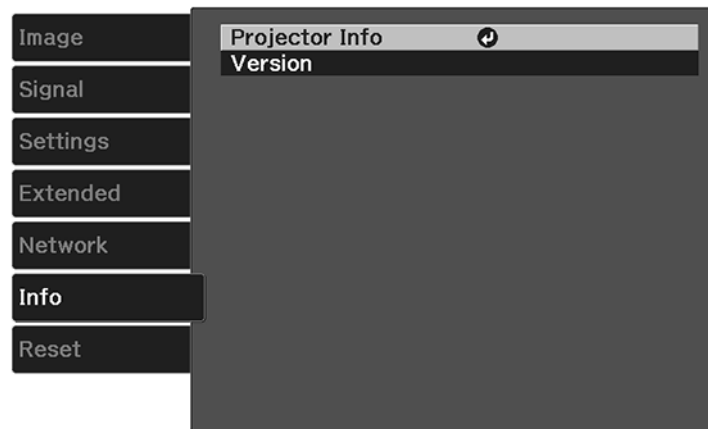 Image
Signal
Settings
Extended
Network
Info
Reset
Projector Info
Version